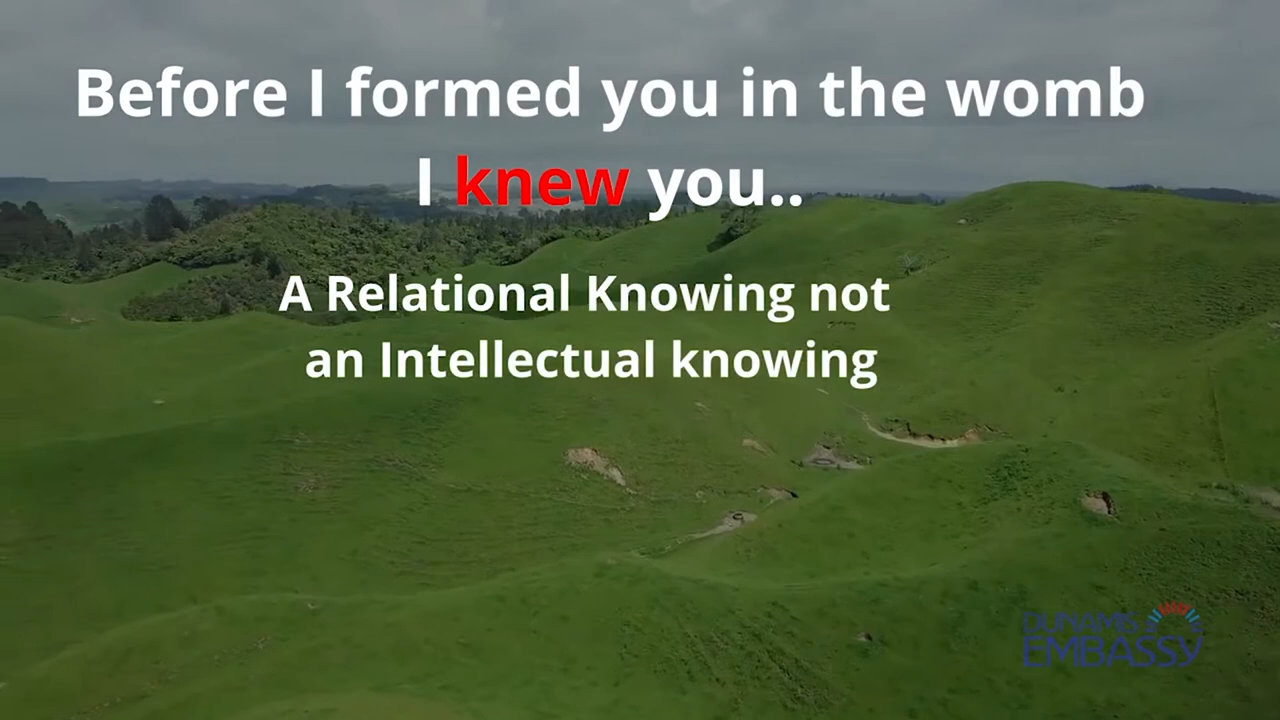 Before I formed you in the womb
I knew you..
A Relational Knowing not
an Intellectual knowing
DUNAMIS
EMBASSY